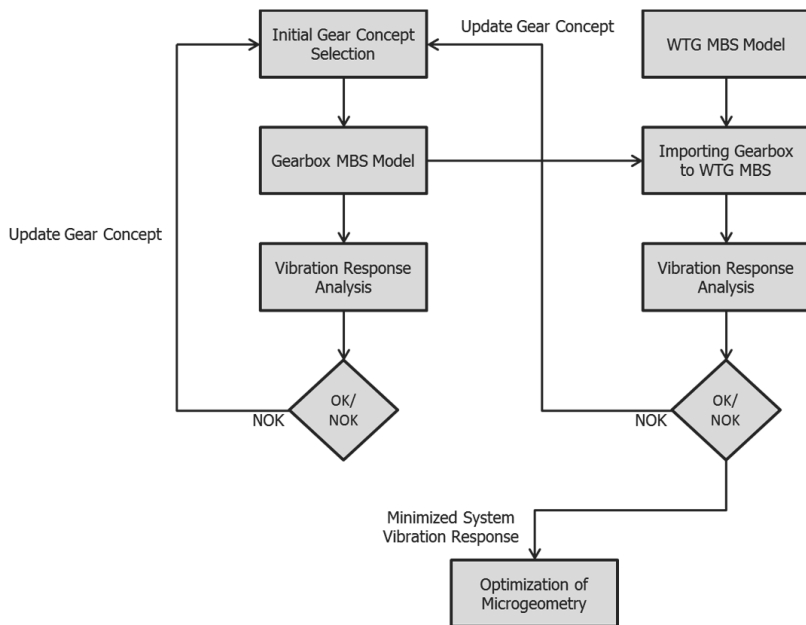 Initial Gear Concept
Selection
Update Gear Concept
WTG MBS Model
Gearbox MBS Model
Importing Gearbox
to WTG MBS
Update Gear Concept
Vibration Response
Analysis
Vibration Response
Analysis
OK/
NOK
NOK
OK/
NOK
NOK
Minimized System
Vibration Response
Optimization of
Microgeometry